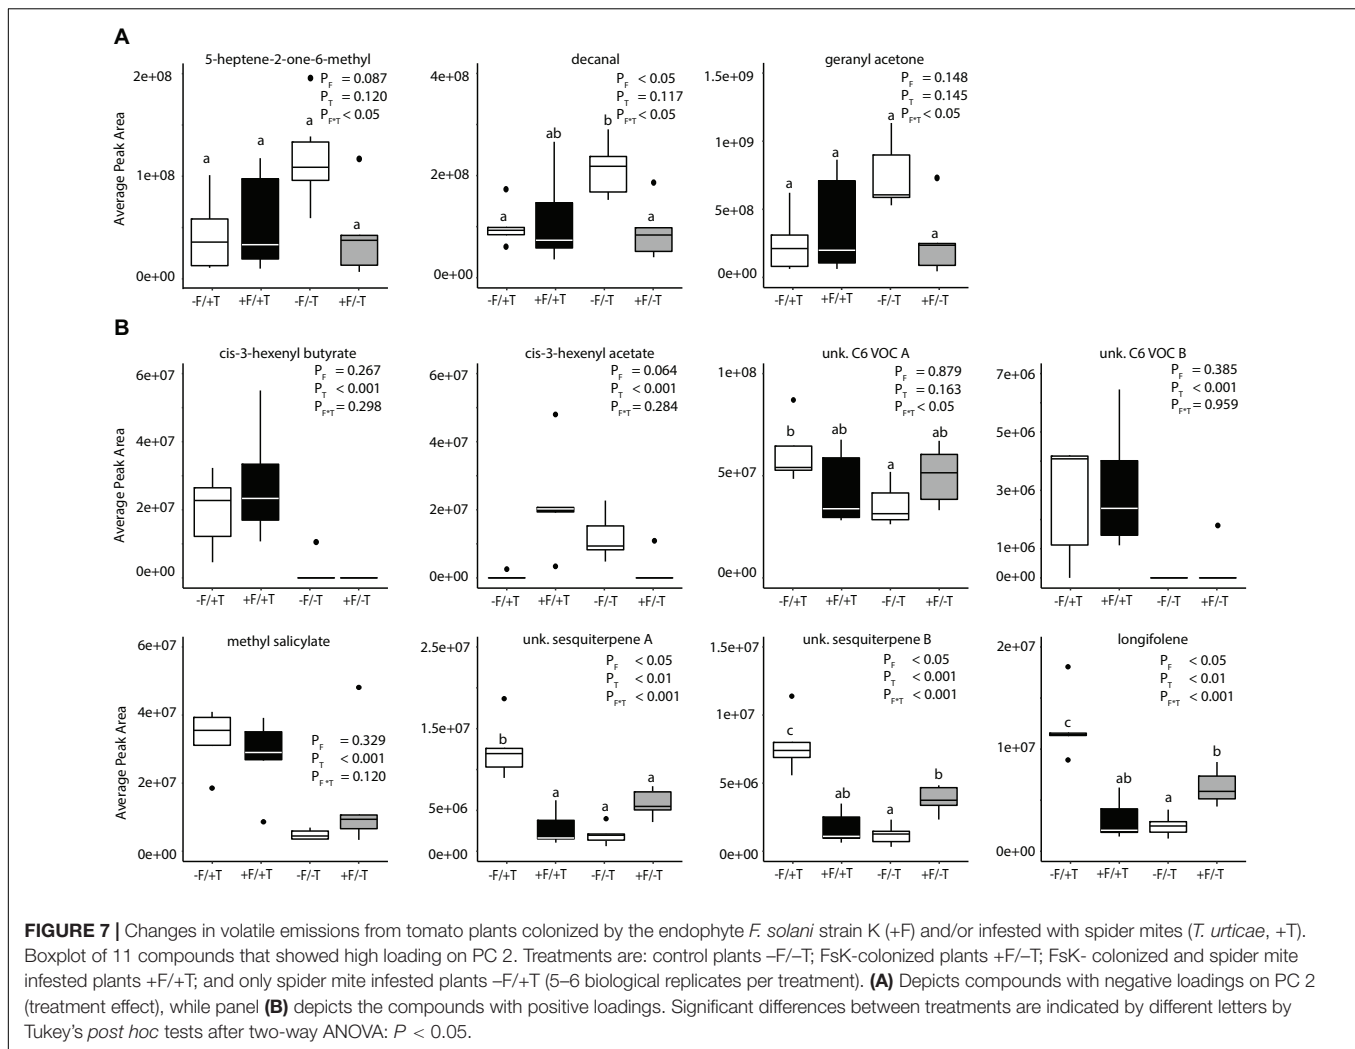 A
5-heptene-2-one-6-methyl
decanal
geranyl acetone
Average Peak Area
2e+08
1e+08
0e+00
P_F = 0.087
P_T = 0.120
P_F*T < 0.05
a
a
a
a
-F/+T +F/+T -F/-T +F/-T
4e+08
2e+08
0e+00
P_F < 0.05
P_T = 0.117
P_F*T < 0.05
a
ab
b
a
-F/+T +F/+T -F/-T +F/-T
1.5e+09
1e+09
5e+08
0e+00
P_F = 0.148
P_T = 0.145
P_F*T < 0.05
a
a
a
a
-F/+T +F/+T -F/-T +F/-T
B
cis-3-hexenyl butyrate
cis-3-hexenyl acetate
unk. C6 VOC A
unk. C6 VOC B
Average Peak Area
6e+07
4e+07
2e+07
0e+00
P_F = 0.267
P_T < 0.001
P_F*T = 0.298
-F/+T +F/+T -F/-T +F/-T
6e+07
4e+07
2e+07
0e+00
P_F = 0.064
P_T < 0.001
P_F*T = 0.284
-F/+T +F/+T -F/-T +F/-T
1e+08
5e+07
0e+00
P_F = 0.879
P_T = 0.163
P_F*T < 0.05
b
ab
a
ab
-F/+T +F/+T -F/-T +F/-T
7e+06
5e+06
3e+06
1e+06
0e+00
P_F = 0.385
P_T < 0.001
P_F*T = 0.959
-F/+T +F/+T -F/-T +F/-T
methyl salicylate
unk. sesquiterpene A
unk. sesquiterpene B
longifolene
Average Peak Area
6e+07
4e+07
2e+07
0e+00
P_F = 0.329
P_T < 0.001
P_F*T = 0.120
-F/+T +F/+T -F/-T +F/-T
2.5e+07
1.5e+07
5e+06
0e+00
P_F < 0.05
P_T < 0.01
P_F*T < 0.001
b
a
a
a
-F/+T +F/+T -F/-T +F/-T
1e+07
5e+06
0e+00
P_F < 0.05
P_T < 0.001
P_F*T < 0.001
c
ab
a
b
-F/+T +F/+T -F/-T +F/-T
2e+07
1e+07
0e+00
P_F < 0.05
P_T < 0.01
P_F*T < 0.001
c
ab
a
b
-F/+T +F/+T -F/-T +F/-T
FIGURE 7 | Changes in volatile emissions from tomato plants colonized by the endophyte F. solani strain K (+F) and/or infested with spider mites (T. urticae, +T).
Boxplot of 11 compounds that showed high loading on PC 2. Treatments are: control plants –F/–T; FsK-colonized plants +F/–T; FsK- colonized and spider mite
infested plants +F/+T; and only spider mite infested plants –F/+T (5–6 biological replicates per treatment). (A) Depicts compounds with negative loadings on PC 2
(treatment effect), while panel (B) depicts the compounds with positive loadings. Significant differences between treatments are indicated by different letters by
Tukey's post hoc tests after two-way ANOVA: P < 0.05.